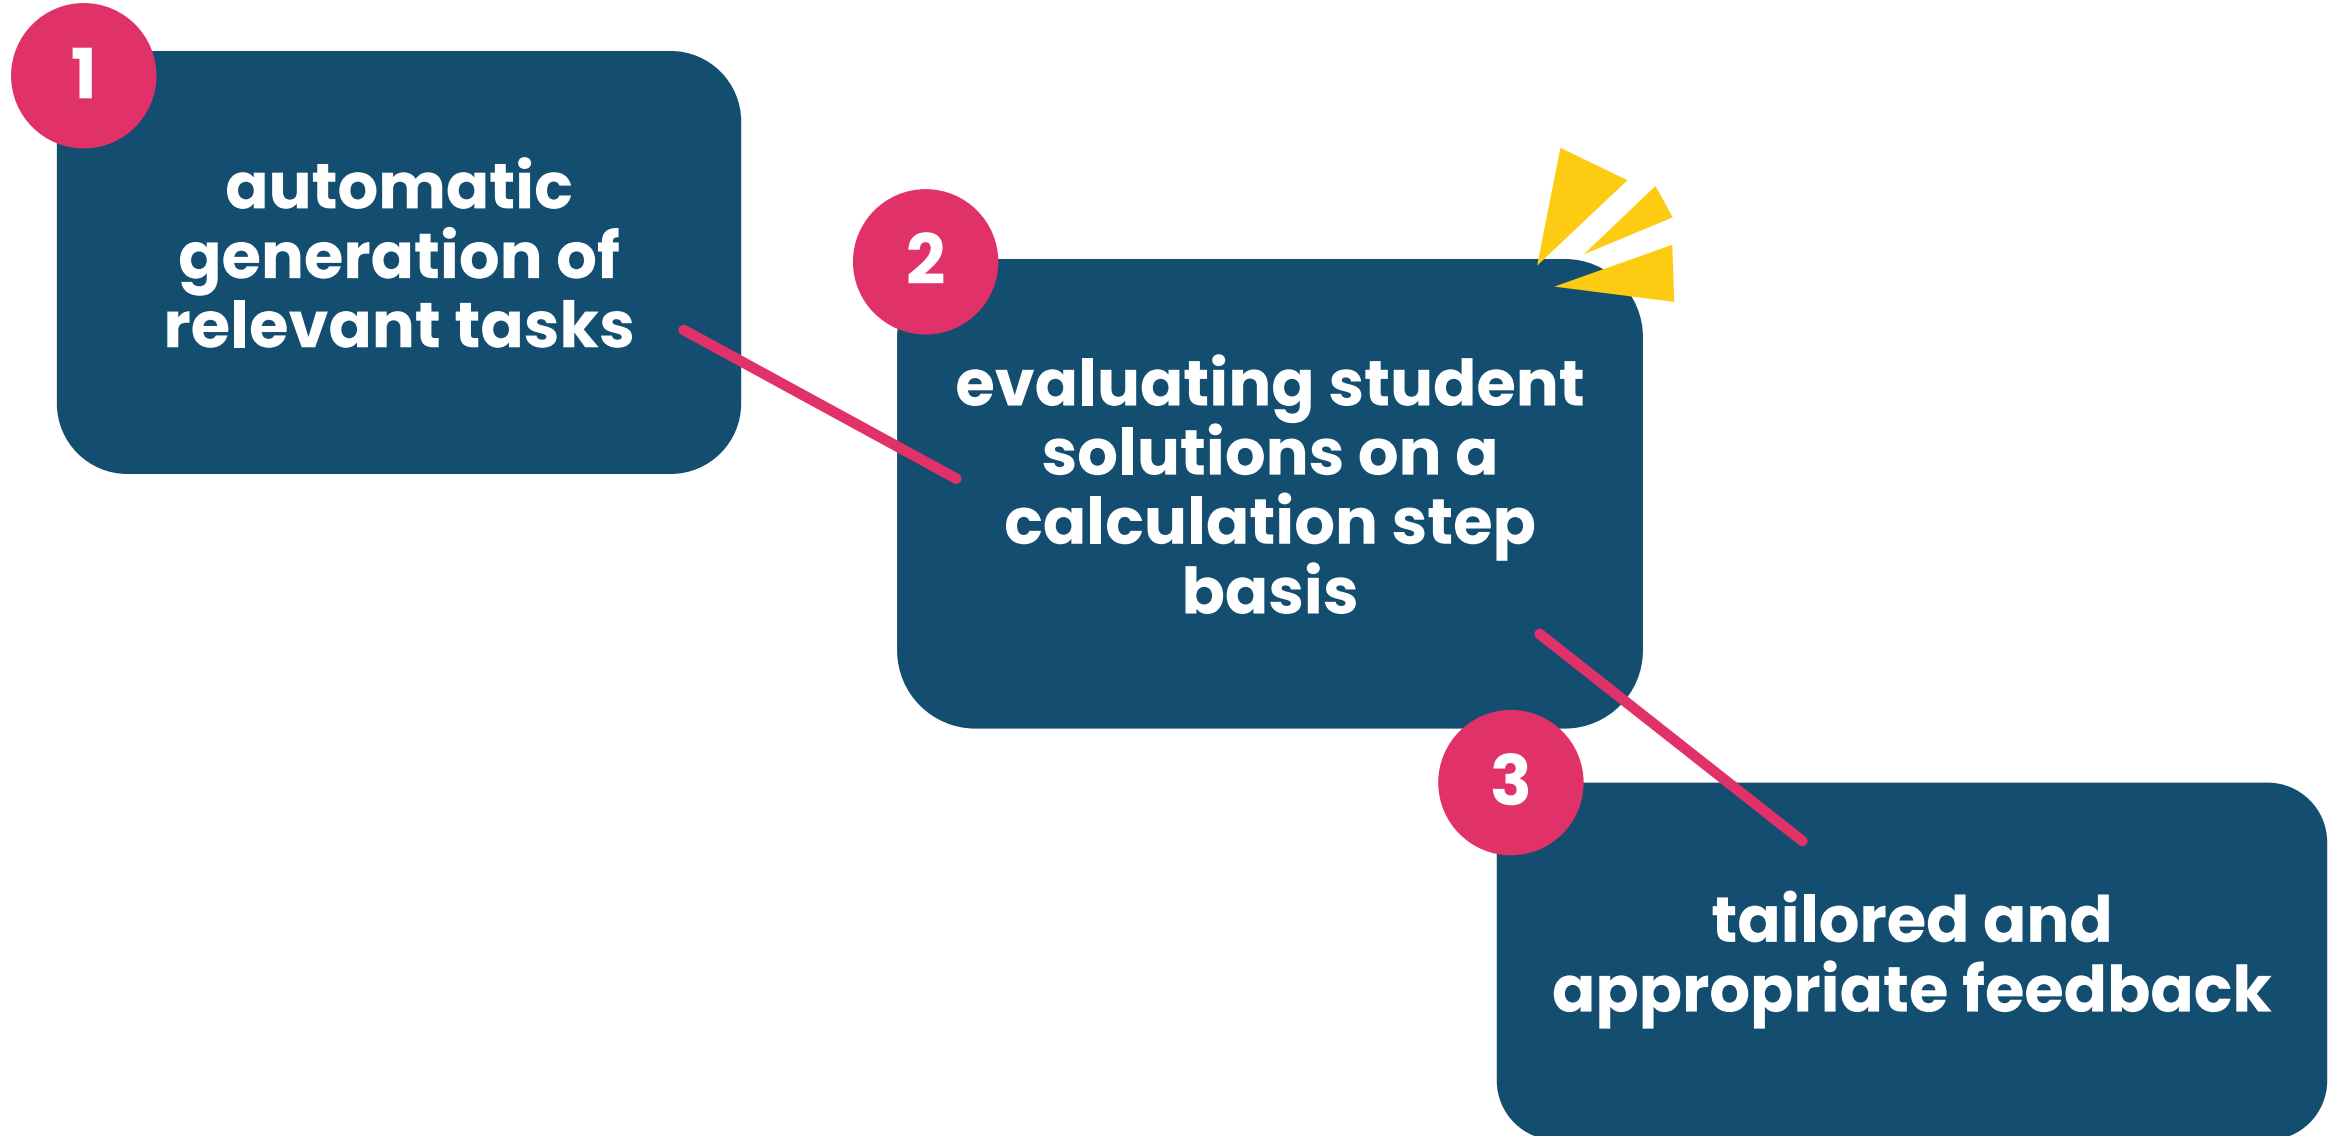 1
automatic
generation of
relevant tasks
2
evaluating student
solutions on a
calculation step
basis
3
tailored and
appropriate feedback